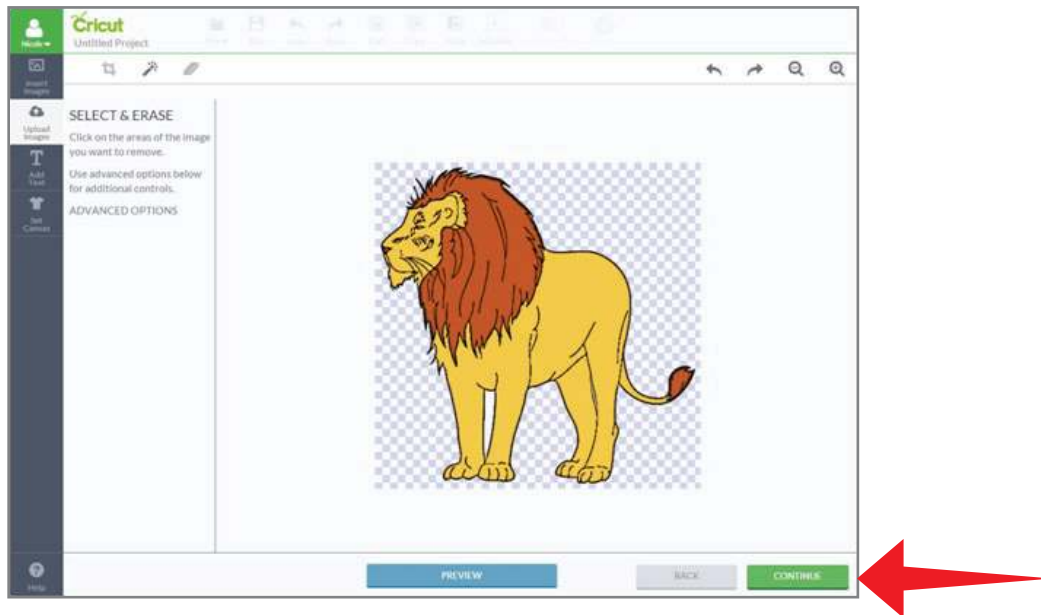 Cricut
Nicole
Untitled Project
Insert
Images
Upload
Images
Add
Text
Set
Canvas
Help
SELECT & ERASE
Click on the areas of the image
you want to remove.
Use advanced options below
for additional controls.
ADVANCED OPTIONS
PREVIEW
BACK
CONTINUE